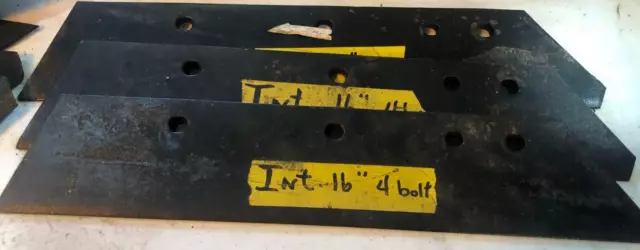 Int 16"
Int 16" 4 bolt